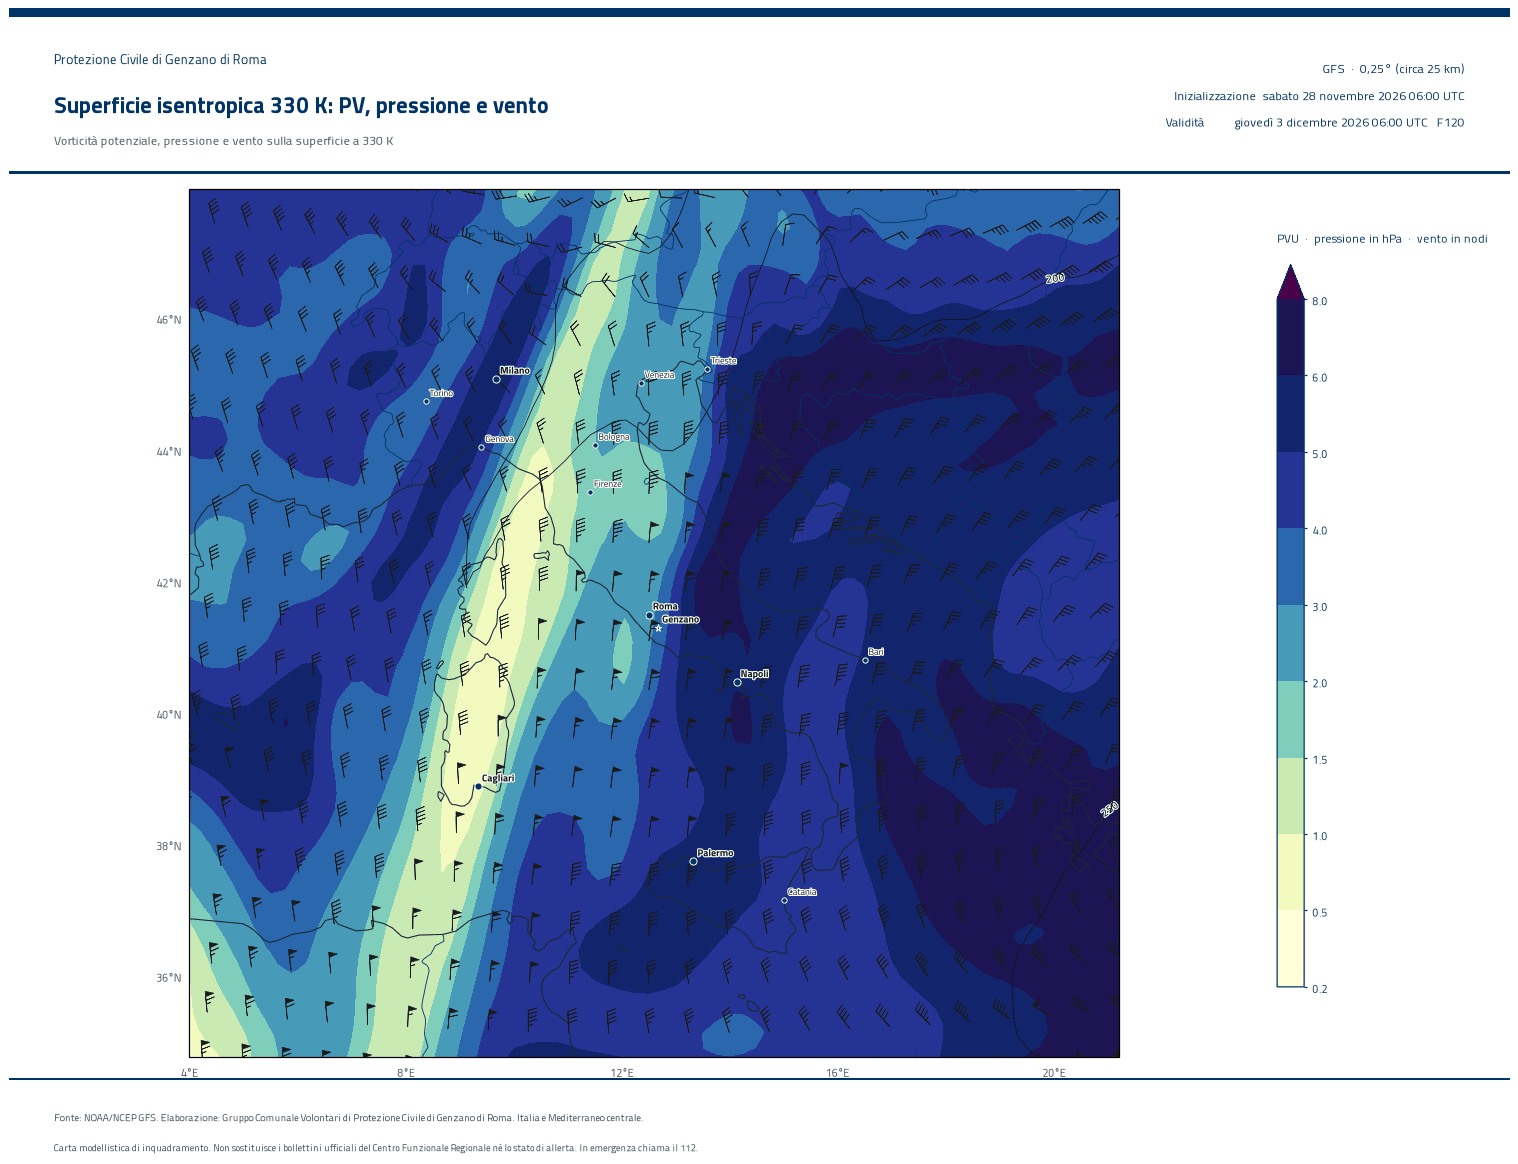 Protezione Civile di Genzano di Roma
Superficie isentropica 330 K: PV, pressione e vento
Vorticità potenziale, pressione e vento sulla superficie a 330 K
GFS · 0,25° (circa 25 km)
Inizializzazione sabato 28 novembre 2026 06:00 UTC
Validità giovedì 3 dicembre 2026 06:00 UTC F120
PVU · pressione in hPa · vento in nodi
8.0
6.0
5.0
4.0
3.0
2.0
1.5
1.0
0.5
0.2
46°N
44°N
42°N
40°N
38°N
36°N
4°E
8°E
12°E
16°E
20°E
200
250
Trieste
Milano
Venezia
Torino
Genova
Bologna
Firenze
Roma
Genzano
Bari
Napoli
Cagliari
Palermo
Catania
Fonte: NOAA/NCEP GFS. Elaborazione: Gruppo Comunale Volontari di Protezione Civile di Genzano di Roma. Italia e Mediterraneo centrale.
Carta modellistica di inquadramento. Non sostituisce i bollettini ufficiali del Centro Funzionale Regionale né lo stato di allerta. In emergenza chiama il 112.